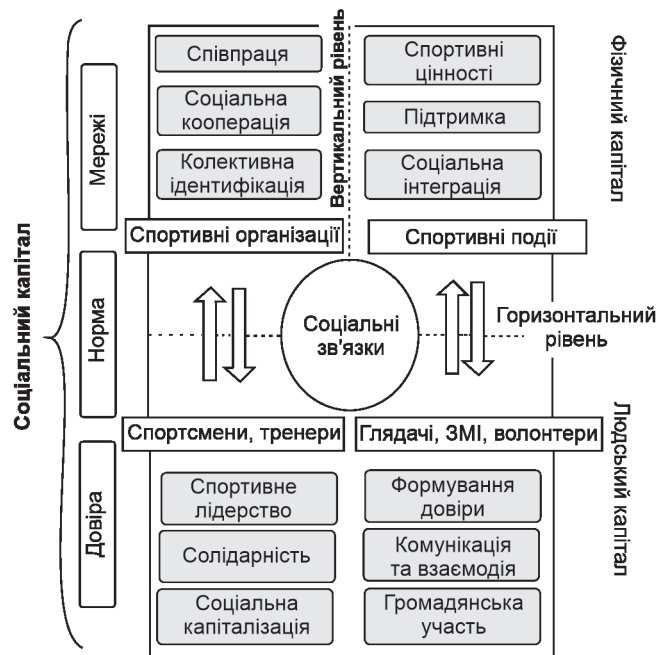 Соціальний капітал
Мережі
Норма
Довіра
Співпраця
Соціальна
кооперація
Колективна
ідентифікація
Вертикальний рівень
Спортивні
цінності
Підтримка
Соціальна
інтеграція
Фізичний капітал
Спортивні організації
Спортивні події
Соціальні
зв'язки
Горизонтальний
рівень
Спортсмени, тренери
Глядачі, ЗМІ, волонтери
Людський капітал
Спортивне
лідерство
Солідарність
Соціальна
капіталізація
Формування
довіри
Комунікація
та взаємодія
Громадянська
участь